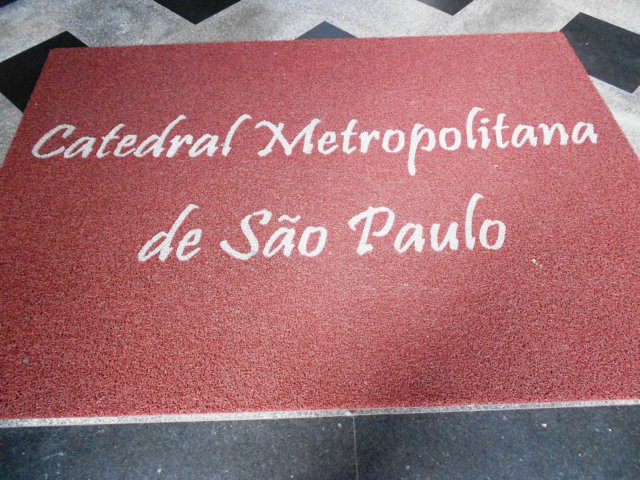 Catedral Metropolitana
de São Paulo